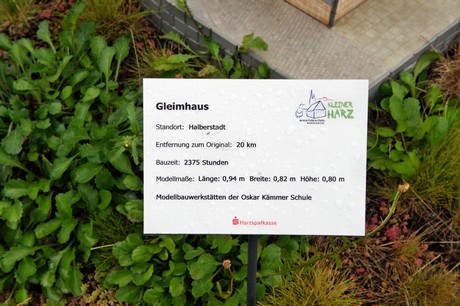 Gleimhaus
KLEINER
HARZ
Standort: Halberstadt
Entfernung zum Original: 20 km
Bauzeit: 2375 Stunden
Modellmaße: Länge: 0,94 m Breite: 0,82 m Höhe: 0,80 m
Modellbauwerkstätten der Oskar Kämmer Schule
Harzsparkasse